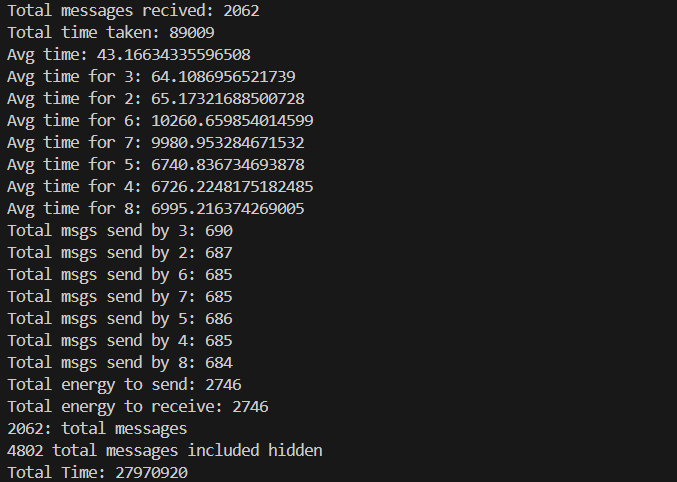 Total messages recived: 2062
Total time taken: 89009
Avg time: 43.16634335596508
Avg time for 3: 64.1086956521739
Avg time for 2: 65.17321688500728
Avg time for 6: 10260.659854014599
Avg time for 7: 9980.953284671532
Avg time for 5: 6740.836734693878
Avg time for 4: 6726.2248175182485
Avg time for 8: 6995.216374269005
Total msgs send by 3: 690
Total msgs send by 2: 687
Total msgs send by 6: 685
Total msgs send by 7: 685
Total msgs send by 5: 686
Total msgs send by 4: 685
Total msgs send by 8: 684
Total energy to send: 2746
Total energy to receive: 2746
2062: total messages
4802 total messages included hidden
Total Time: 27970920